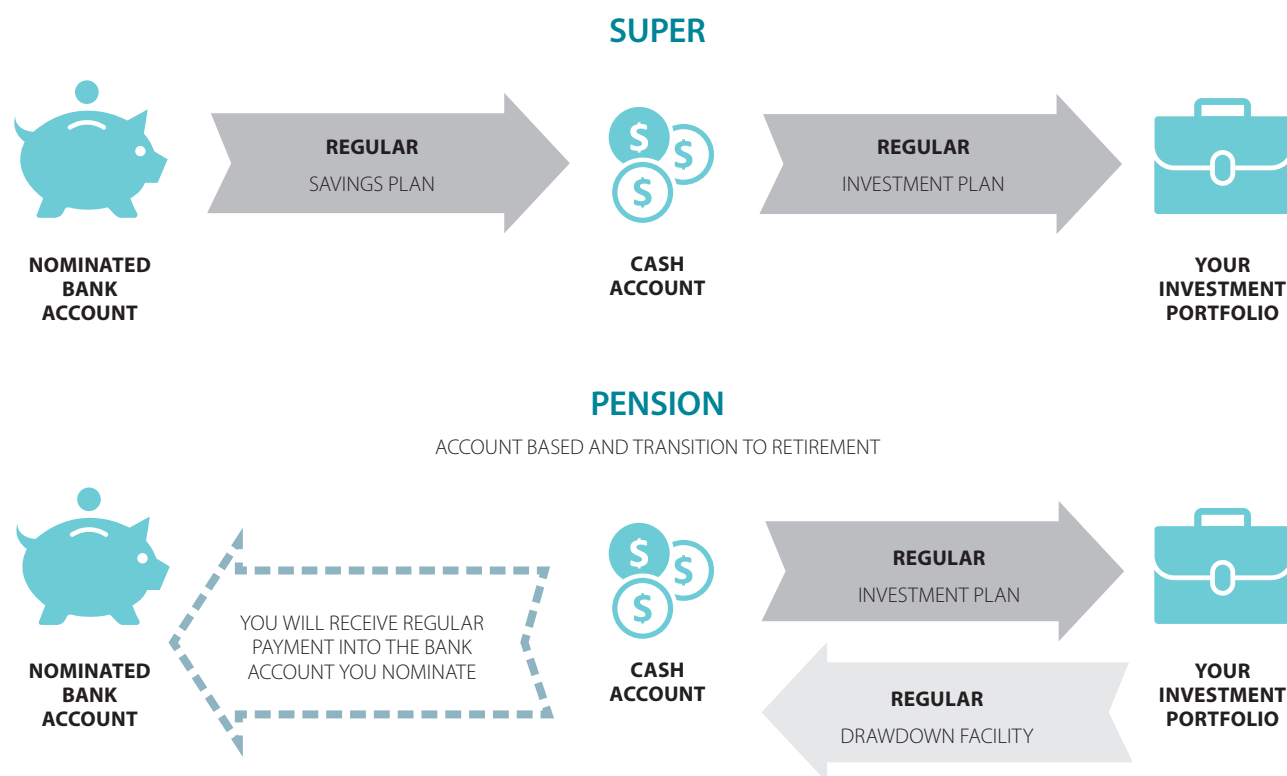 SUPER
REGULAR
SAVINGS PLAN
REGULAR
INVESTMENT PLAN
$
$
$
NOMINATED
BANK
ACCOUNT
CASH
ACCOUNT
YOUR
INVESTMENT
PORTFOLIO
PENSION
ACCOUNT BASED AND TRANSITION TO RETIREMENT
YOU WILL RECEIVE REGULAR
PAYMENT INTO THE BANK
ACCOUNT YOU NOMINATE
$
$
$
REGULAR
INVESTMENT PLAN
NOMINATED
BANK
ACCOUNT
CASH
ACCOUNT
REGULAR
DRAWDOWN FACILITY
YOUR
INVESTMENT
PORTFOLIO